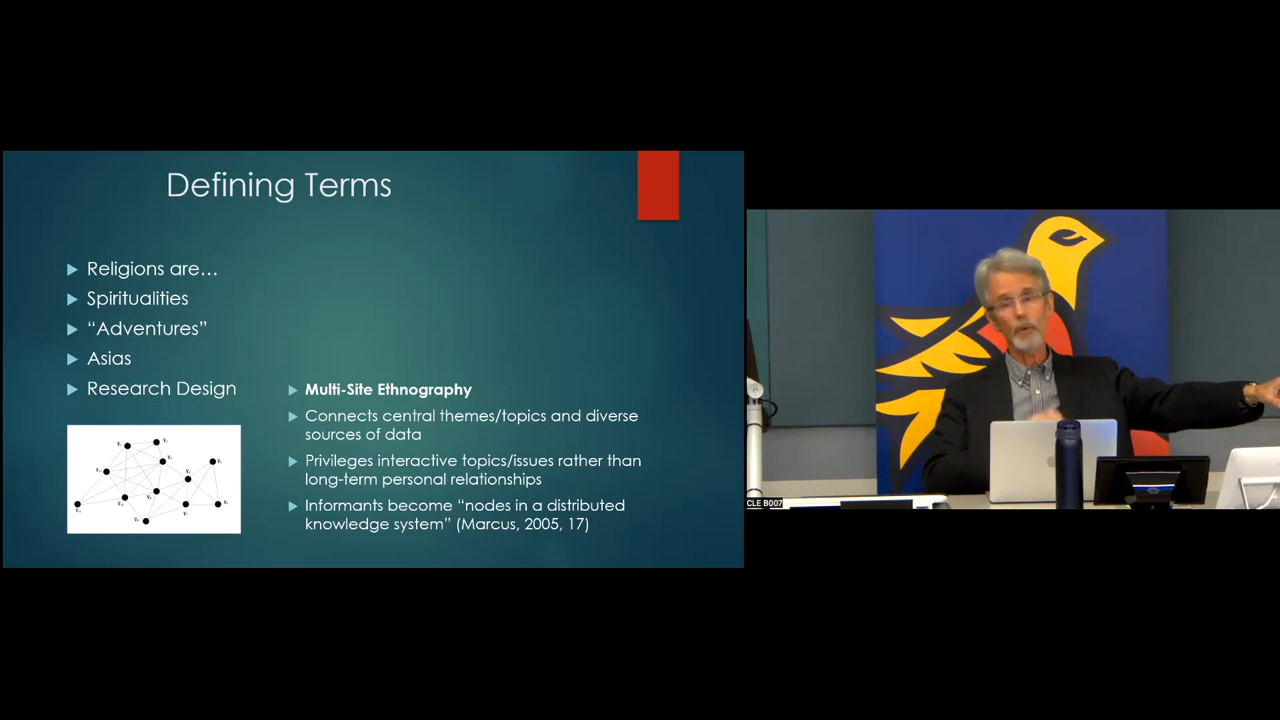 Defining Terms
Religions are…
Spiritualities
“Adventures”
Asias
Research Design
Multi-Site Ethnography
Connects central themes/topics and diverse
sources of data
Privileges interactive topics/issues rather than
long-term personal relationships
Informants become “nodes in a distributed
knowledge system” (Marcus, 2005, 17)
CLE B007